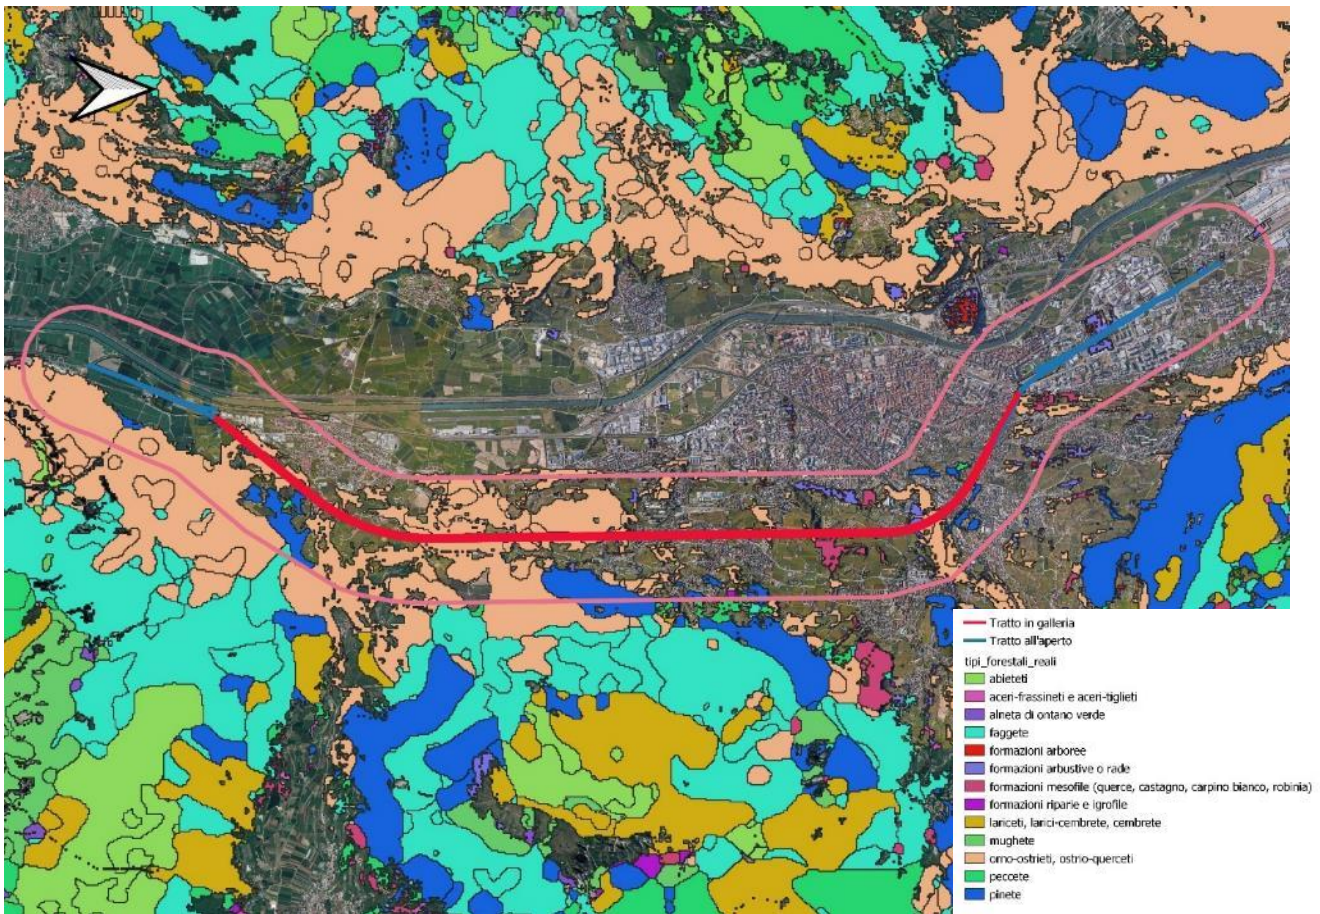 Tratto in galleria
Tratto all'aperto
tipi_forestali_reali
abieteti
aceri-frassineti e aceri-tiglieti
alneta di ontano verde
faggete
formazioni arboree
formazioni arbustive o rade
formazioni mesofile (querce, castagno, carpino bianco, robinia)
formazioni riparie e igrofile
lariceti, larici-cembrete, cembrete
mughete
orno-ostrieti, ostrio-querceti
peccete
pinete